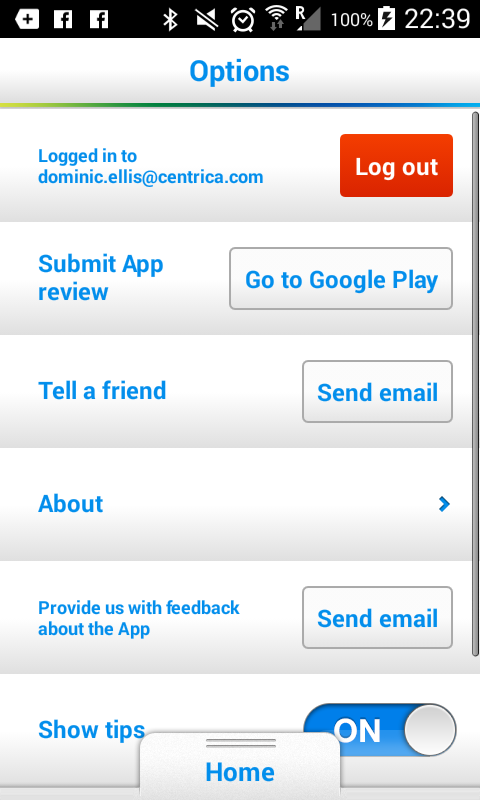 R 100% 22:39
Options
Logged in to
dominic.ellis@centrica.com
Log out
Submit App
review
Go to Google Play
Tell a friend
Send email
About
Provide us with feedback
about the App
Send email
Show tips
ON
Home